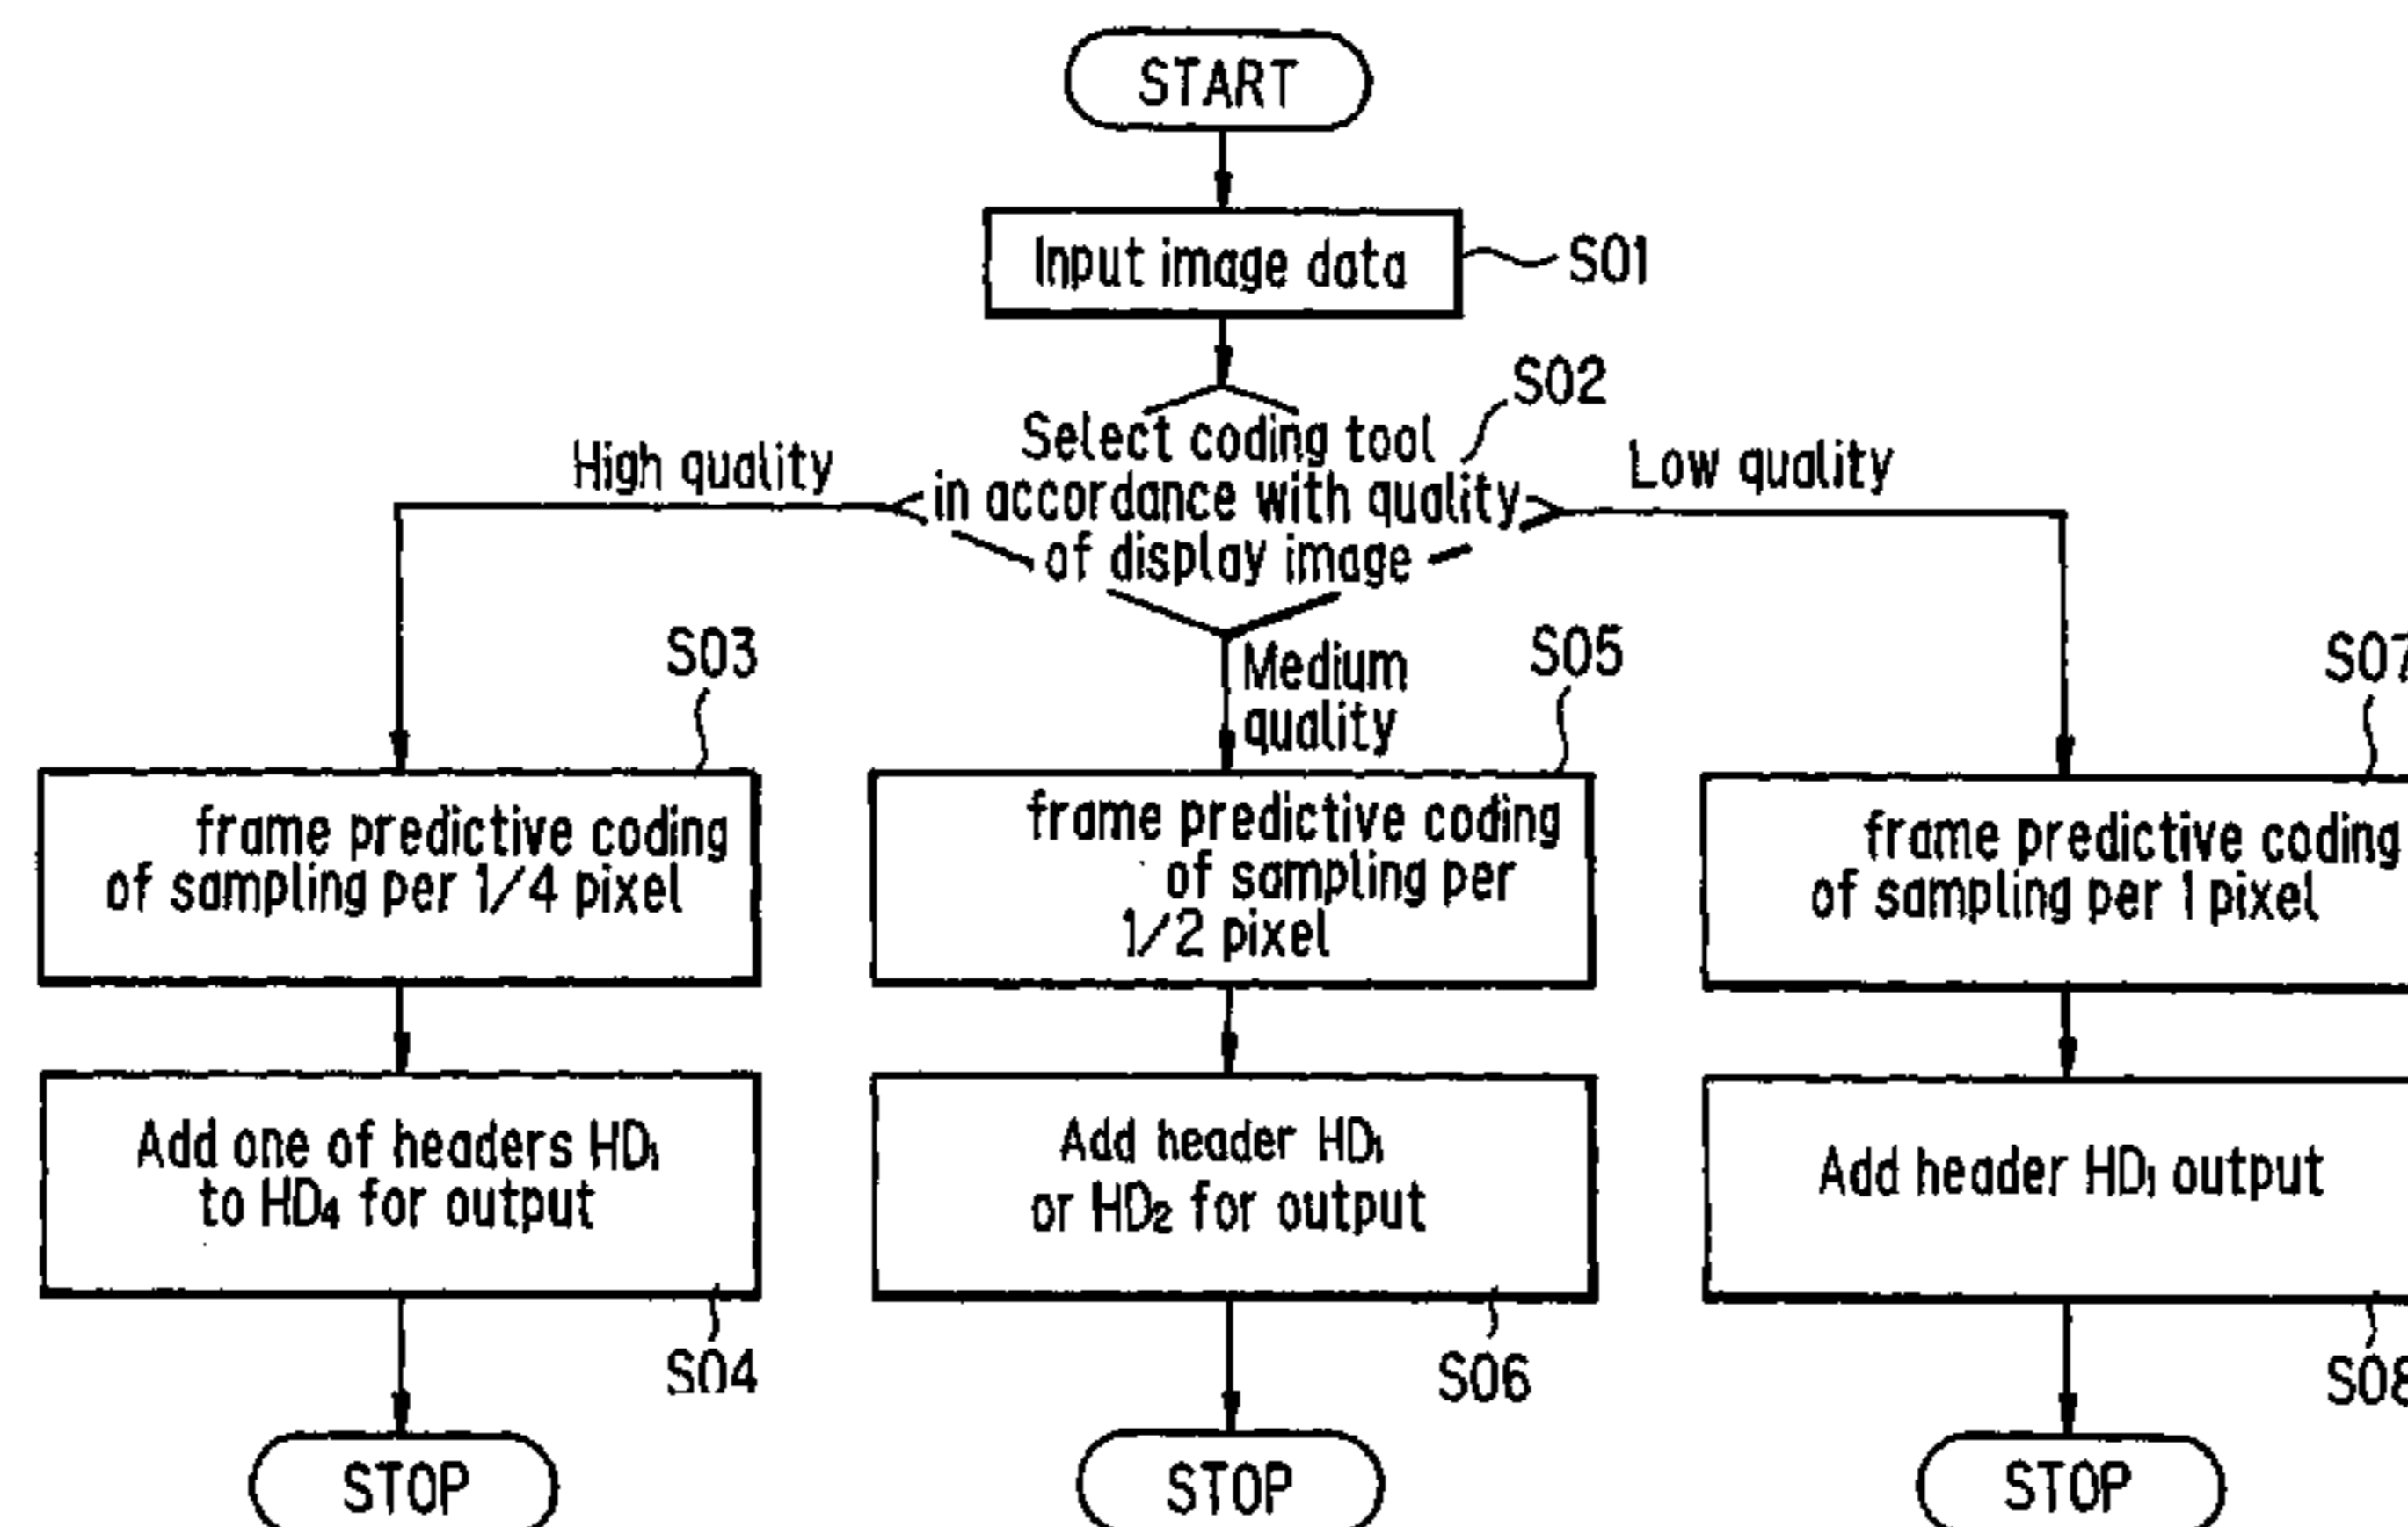 START
Input image data
S01
S02
Select coding tool
in accordance with quality
of display image
High quality
Low quality
Medium
quality
S03
S05
S07
frame predictive coding
of sampling per 1/4 pixel
frame predictive coding
of sampling per
1/2 pixel
frame predictive coding
of sampling per 1 pixel
Add one of headers HD₁
to HD₄ for output
Add header HD₁
or HD₂ for output
Add header HD₁ output
S04
S06
S08
STOP
STOP
STOP